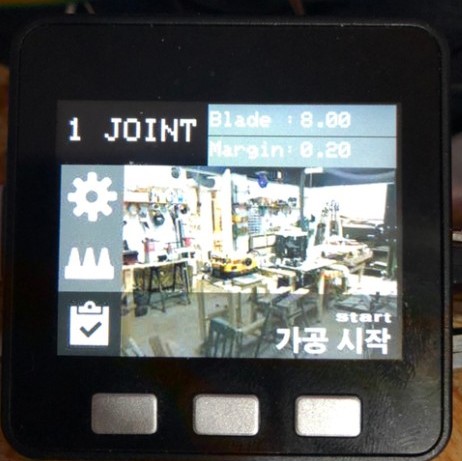 1 JOINT
Blade :8.00
Margin:0.20
start
가공 시작